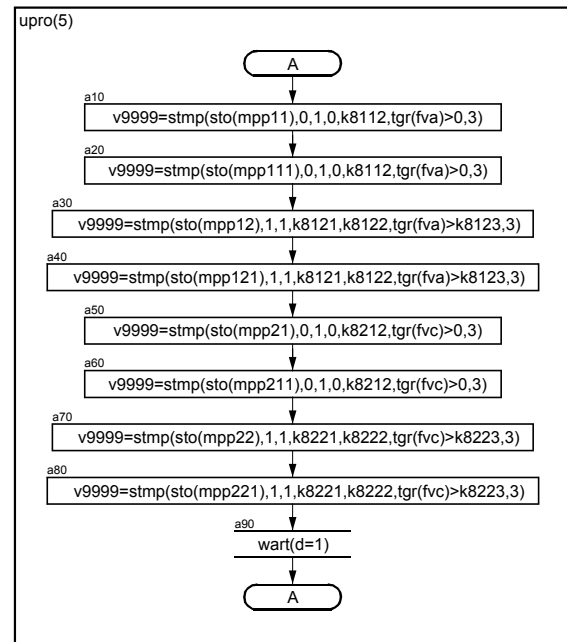 upro(5)
A
a10
v9999=stmp(sto(mpp11),0,1,0,k8112,tgr(fva)>0,3)
a20
v9999=stmp(sto(mpp111),0,1,0,k8112,tgr(fva)>0,3)
a30
v9999=stmp(sto(mpp12),1,1,k8121,k8122,tgr(fva)>k8123,3)
a40
v9999=stmp(sto(mpp121),1,1,k8121,k8122,tgr(fva)>k8123,3)
a50
v9999=stmp(sto(mpp21),0,1,0,k8212,tgr(fvc)>0,3)
a60
v9999=stmp(sto(mpp211),0,1,0,k8212,tgr(fvc)>0,3)
a70
v9999=stmp(sto(mpp22),1,1,k8221,k8222,tgr(fvc)>k8223,3)
a80
v9999=stmp(sto(mpp221),1,1,k8221,k8222,tgr(fvc)>k8223,3)
a90
wart(d=1)
A